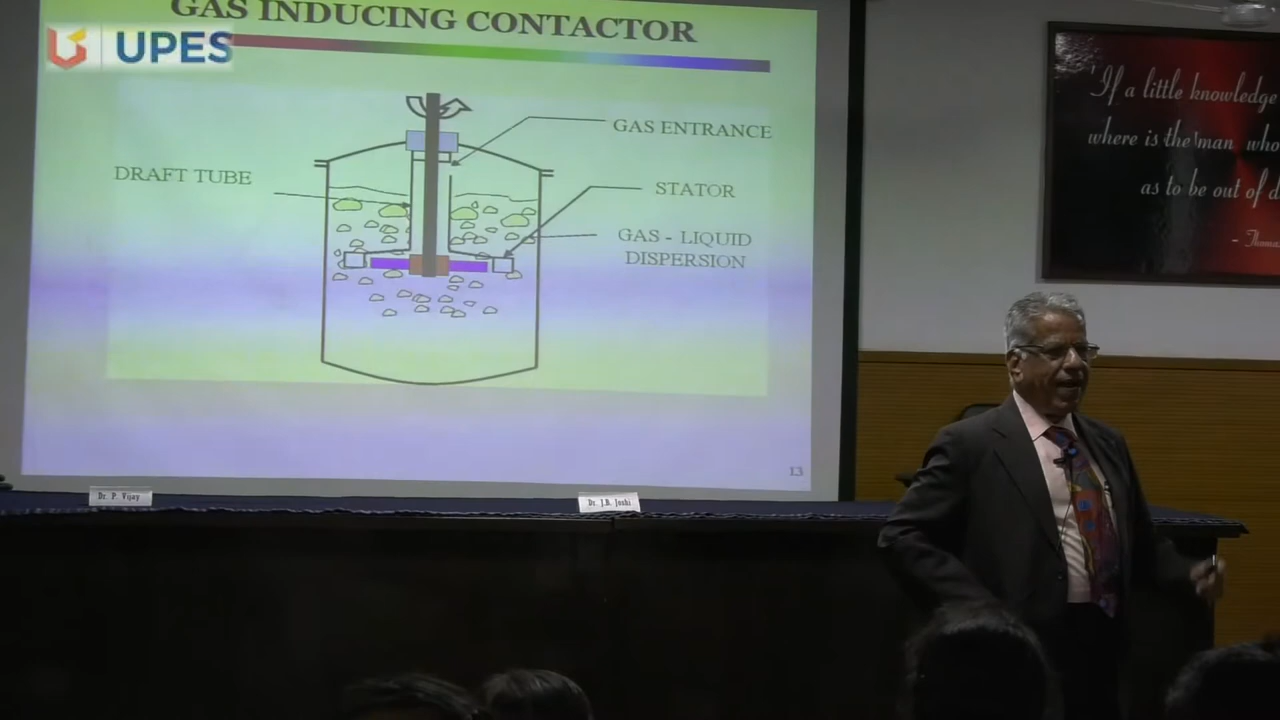 GAS INDUCING CONTACTOR
UPES
GAS ENTRANCE
DRAFT TUBE
STATOR
GAS - LIQUID
DISPERSION
13
Dr. P. Vijay
Dr. J.B. Joshi
'If a little knowledge
where is the man who
as to be out of d